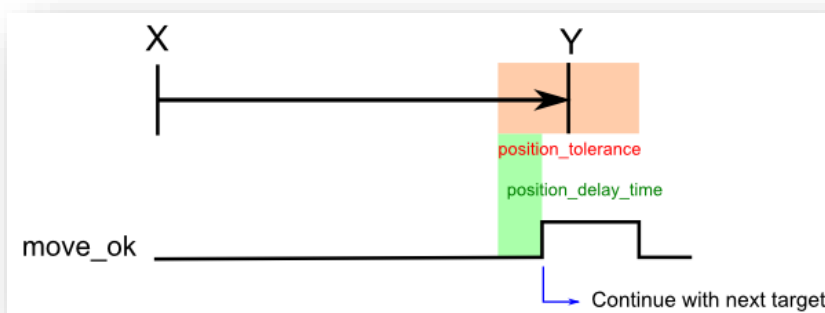 X
Y
position_tolerance
position_delay_time
move_ok
Continue with next target